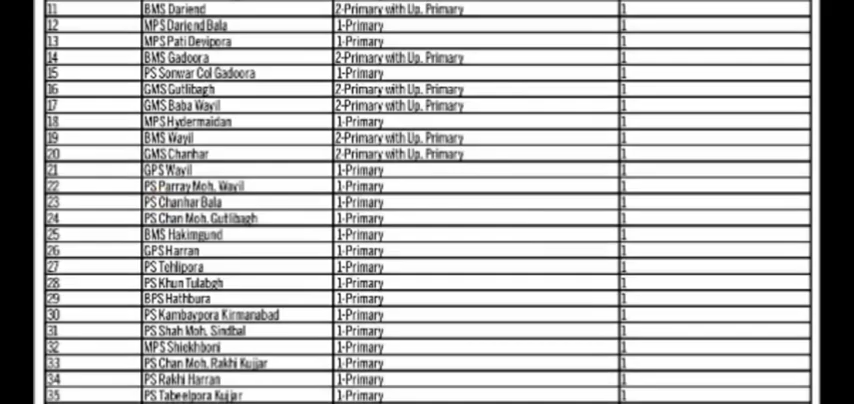 11 BMS Dariend 2-Primary with Up. Primary 1
12 MPS Dariend Bala 1-Primary 1
13 MPS Pati Devipora 1-Primary 1
14 BMS Gadoora 2-Primary with Up. Primary 1
15 PS Sonwar Col Gadoora 1-Primary 1
16 GMS Gutlibagh 2-Primary with Up. Primary 1
17 GMS Baba Wayil 2-Primary with Up. Primary 1
18 MPS Hydermaidan 1-Primary 1
19 BMS Wayil 2-Primary with Up. Primary 1
20 GMS Chanhar 2-Primary with Up. Primary 1
21 GPS Wayil 1-Primary 1
22 PS Parray Moh. Wayil 1-Primary 1
23 PS Chanhar Bala 1-Primary 1
24 PS Chan Moh. Gutlibagh 1-Primary 1
25 BMS Hakimgund 1-Primary 1
26 GPS Harran 1-Primary 1
27 PS Tehlipora 1-Primary 1
28 PS Khun Tulabgh 1-Primary 1
29 BPS Hathbura 1-Primary 1
30 PS Kambaypora Kirmanabad 1-Primary 1
31 PS Shah Moh. Sindbal 1-Primary 1
32 MPS Shiekhboni 1-Primary 1
33 PS Chan Moh. Rakhi Kujjar 1-Primary 1
34 PS Rakhi Harran 1-Primary 1
35 PS Tabeelpora Kujjar 1-Primary 1